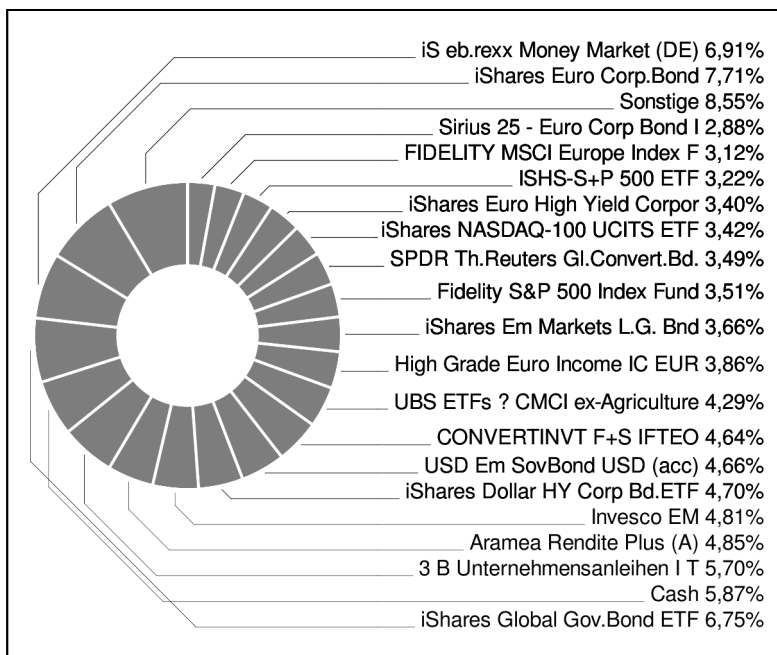 iS eb.rexx Money Market (DE) 6,91%
iShares Euro Corp.Bond 7,71%
Sonstige 8,55%
Sirius 25 - Euro Corp Bond I 2,88%
FIDELITY MSCI Europe Index F 3,12%
ISHS-S+P 500 ETF 3,22%
iShares Euro High Yield Corpor 3,40%
iShares NASDAQ-100 UCITS ETF 3,42%
SPDR Th.Reuters Gl.Convert.Bd. 3,49%
Fidelity S&P 500 Index Fund 3,51%
iShares Em Markets L.G. Bnd 3,66%
High Grade Euro Income IC EUR 3,86%
UBS ETFs ? CMCI ex-Agriculture 4,29%
CONVERTINVT F+S IFTEO 4,64%
USD Em SovBond USD (acc) 4,66%
iShares Dollar HY Corp Bd.ETF 4,70%
Invesco EM 4,81%
Aramea Rendite Plus (A) 4,85%
3 B Unternehmensanleihen I T 5,70%
Cash 5,87%
iShares Global Gov.Bond ETF 6,75%